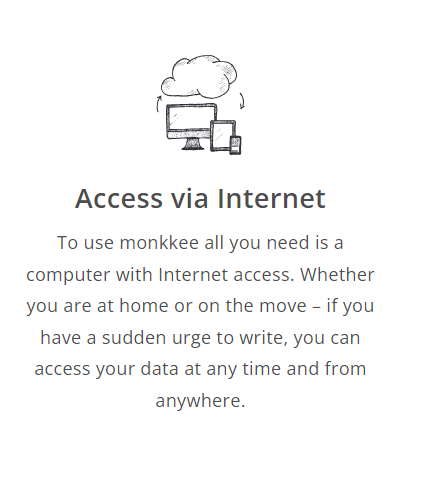 Access via Internet
To use monkkee all you need is a
computer with Internet access. Whether
you are at home or on the move – if you
have a sudden urge to write, you can
access your data at any time and from
anywhere.